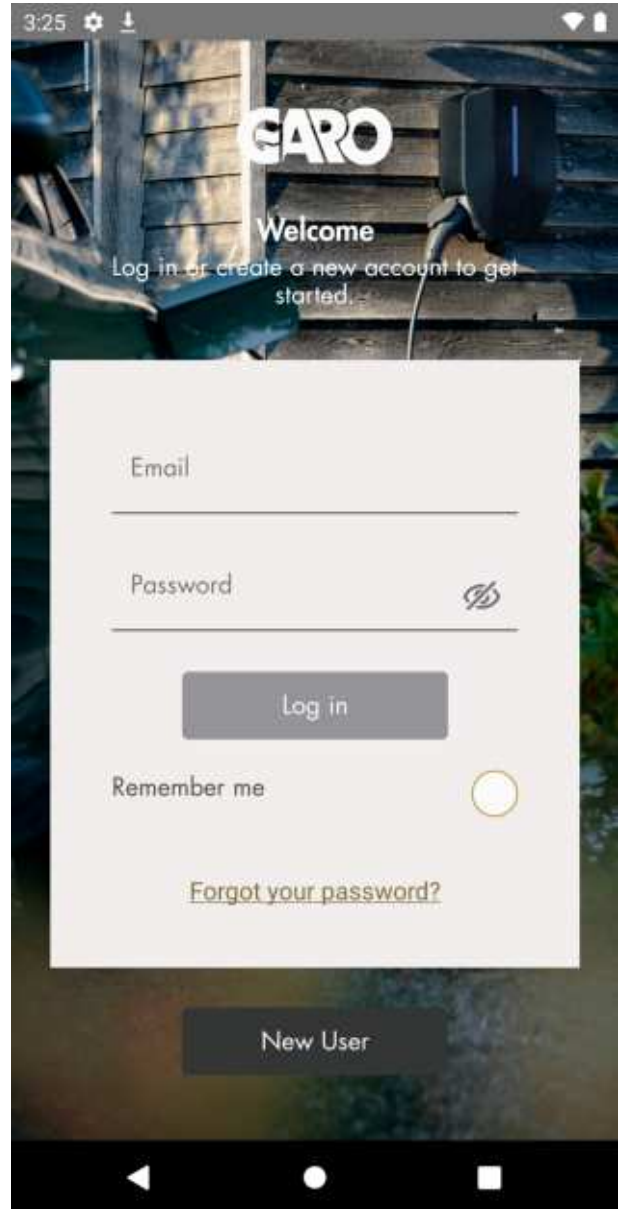 3:25
GARO
Welcome
Log in or create a new account to get
started.
Email
Password
Log in
Remember me
Forgot your password?
New User